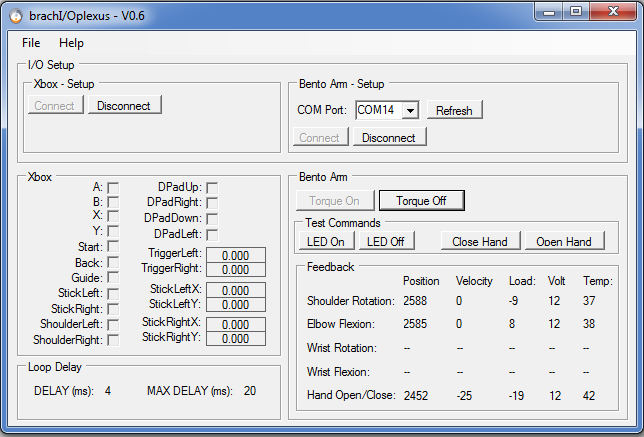 brachI/Oplexus - V0.6
File Help
I/O Setup
Xbox - Setup
Connect Disconnect
Bento Arm - Setup
COM Port: COM14 Refresh
Connect Disconnect
Xbox
A:
B:
X:
Y:
Start:
Back:
Guide:
StickLeft:
StickRight:
ShoulderLeft:
ShoulderRight:
DPadUp:
DPadRight:
DPadDown:
DPadLeft:
TriggerLeft: 0.000
TriggerRight: 0.000
StickLeftX: 0.000
StickLeftY: 0.000
StickRightX: 0.000
StickRightY: 0.000
Loop Delay
DELAY (ms): 4 MAX DELAY (ms): 20
Bento Arm
Torque On Torque Off
Test Commands
LED On LED Off Close Hand Open Hand
Feedback
Position Velocity Load: Volt Temp:
Shoulder Rotation: 2588 0 -9 12 37
Elbow Flexion: 2585 0 8 12 38
Wrist Rotation: -- -- -- -- --
Wrist Flexion: -- -- -- -- --
Hand Open/Close: 2452 -25 -19 12 42